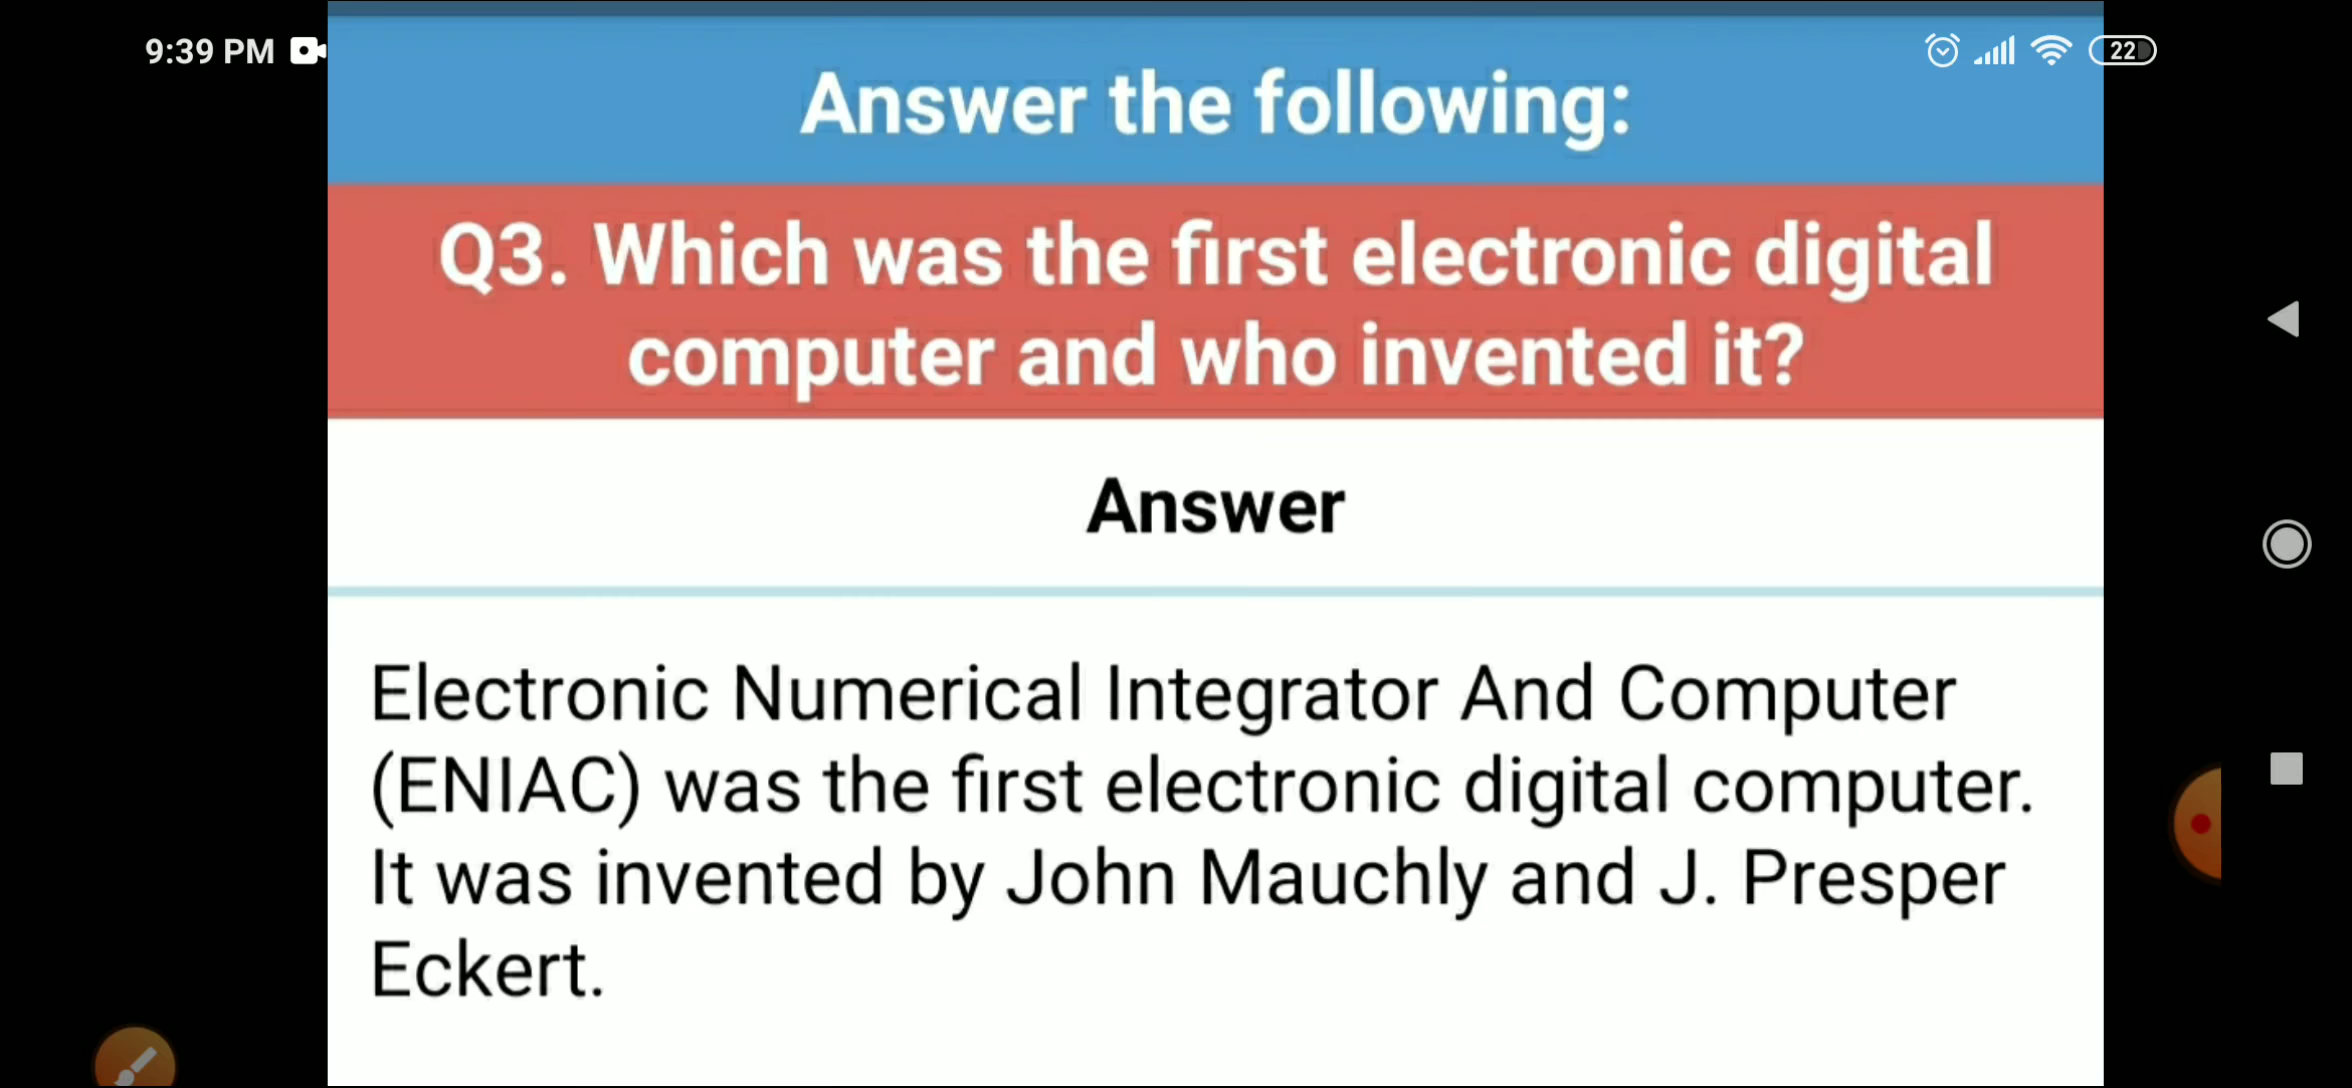 9:39 PM
22
Answer the following:
Q3. Which was the first electronic digital
computer and who invented it?
Answer
Electronic Numerical Integrator And Computer
(ENIAC) was the first electronic digital computer.
It was invented by John Mauchly and J. Presper
Eckert.